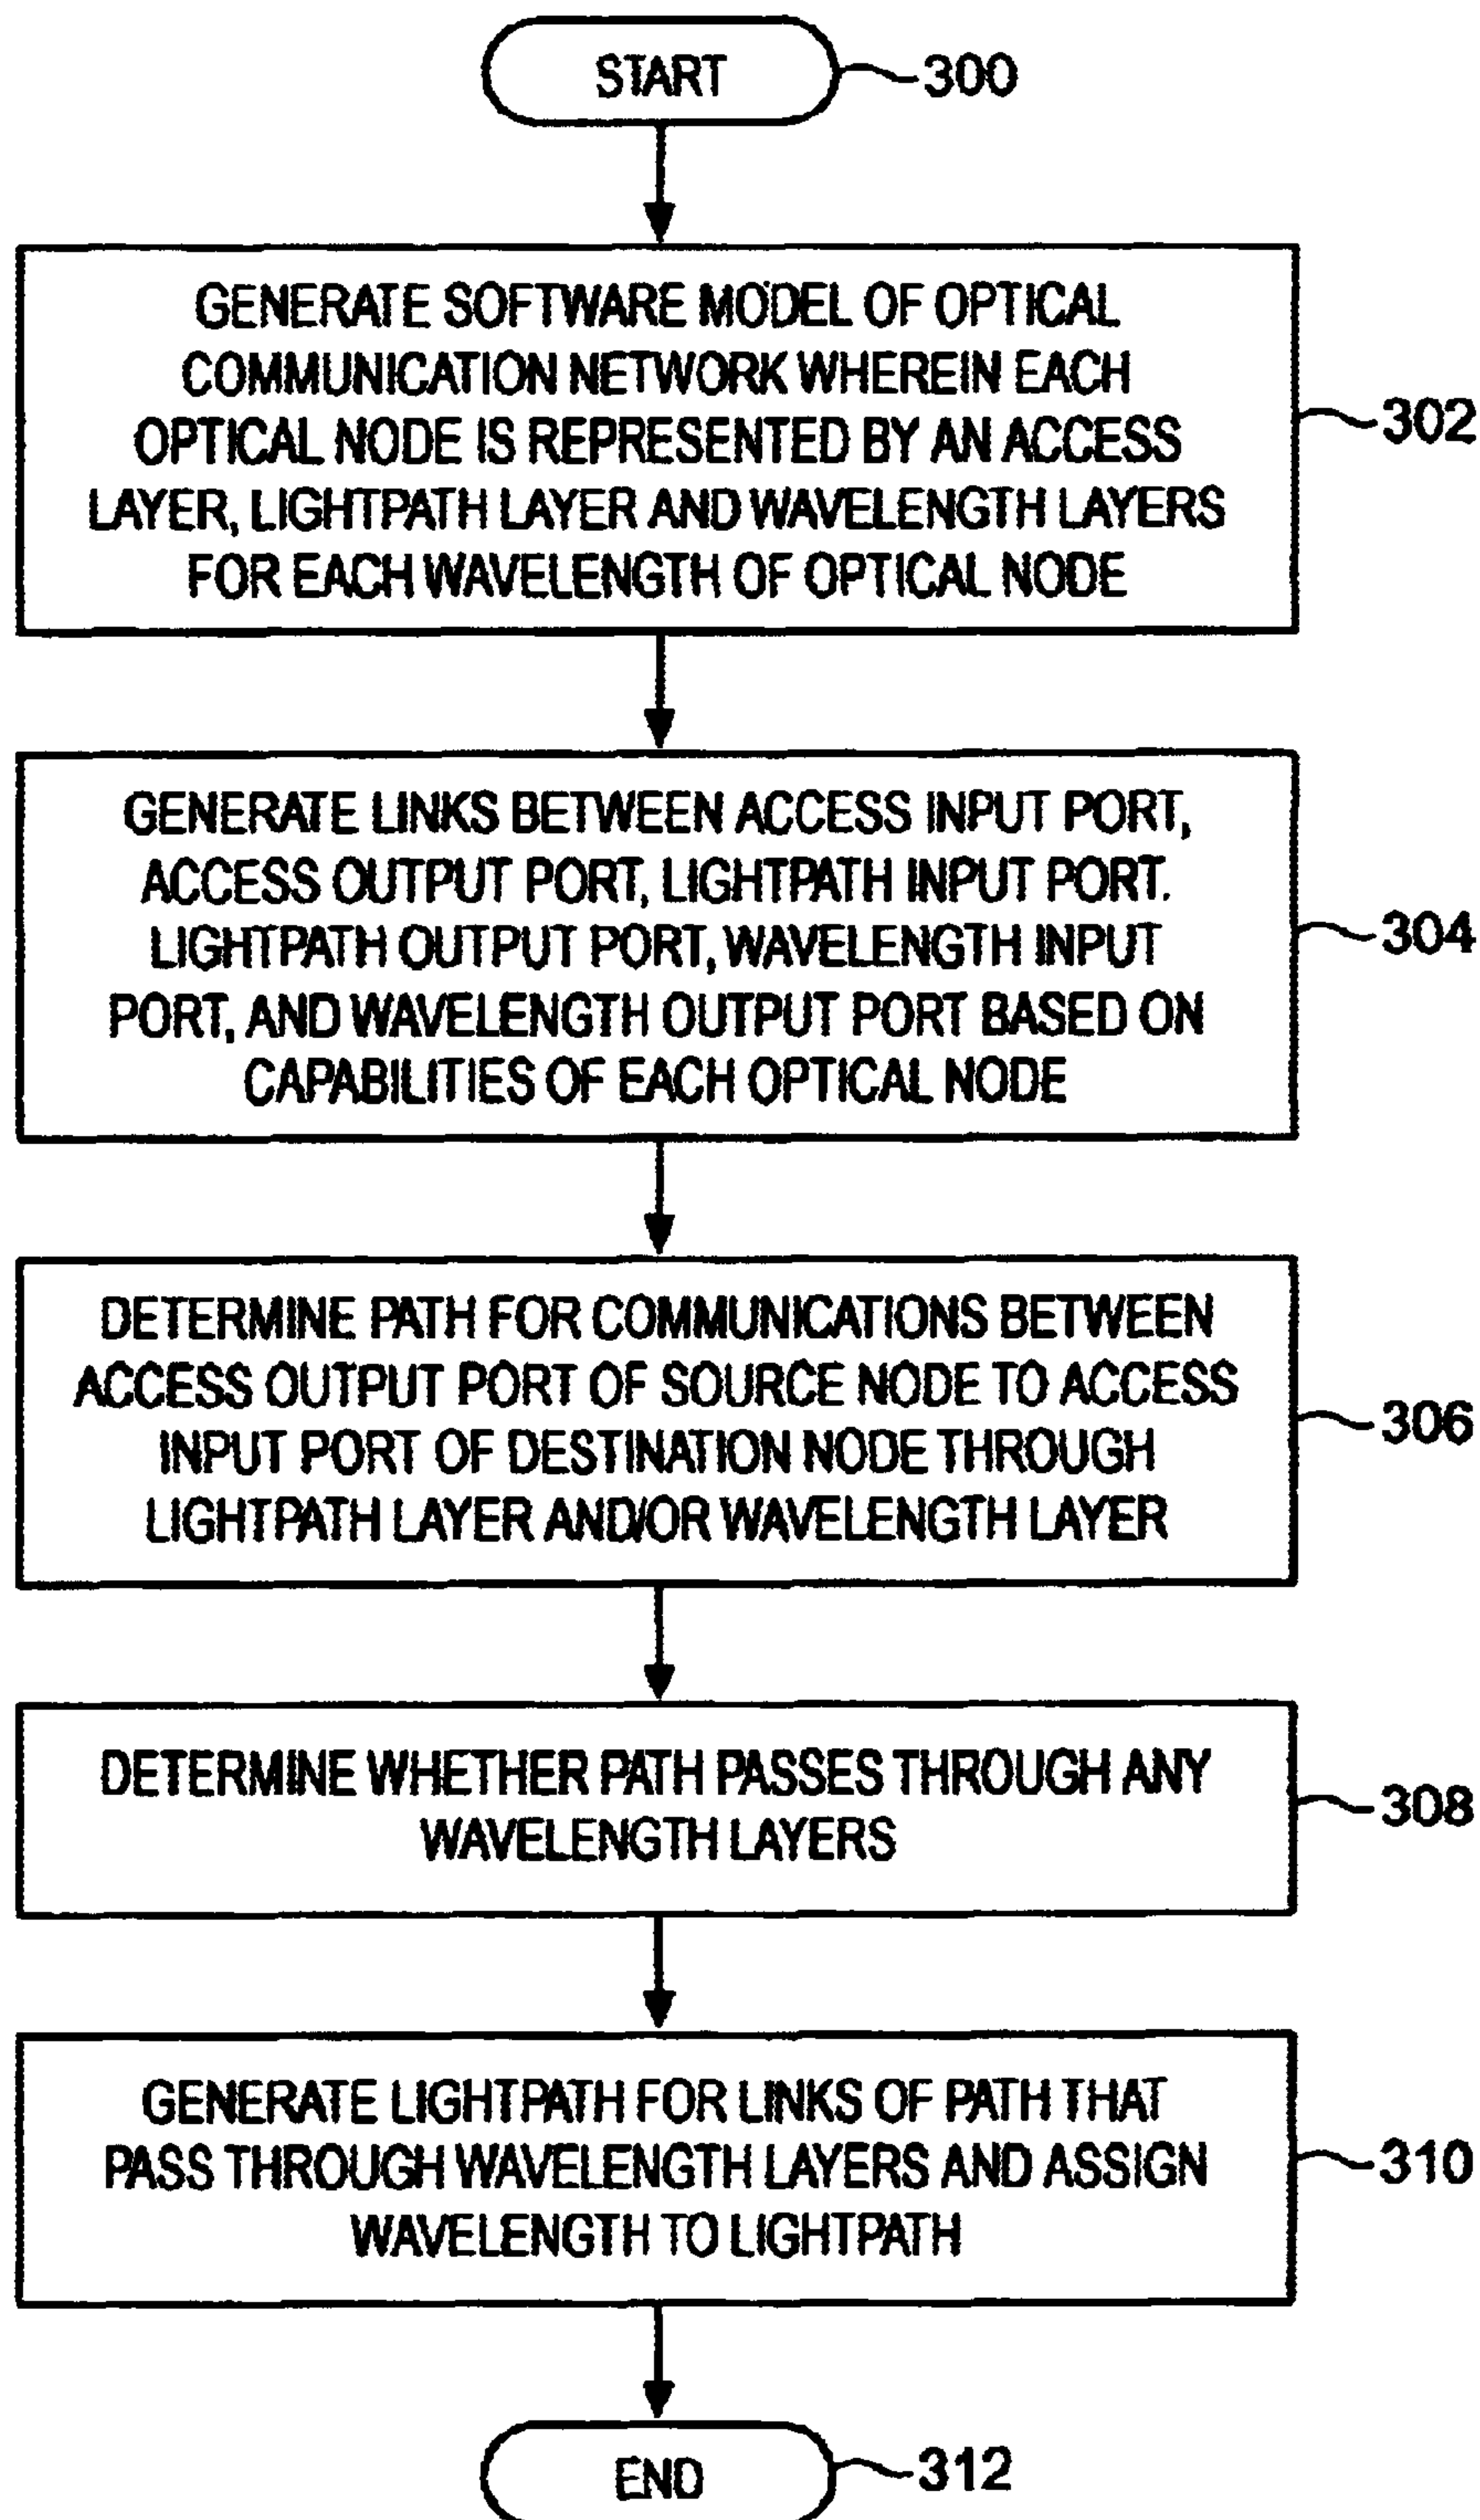 START
300
GENERATE SOFTWARE MODEL OF OPTICAL
COMMUNICATION NETWORK WHEREIN EACH
OPTICAL NODE IS REPRESENTED BY AN ACCESS
LAYER, LIGHTPATH LAYER AND WAVELENGTH LAYERS
FOR EACH WAVELENGTH OF OPTICAL NODE
302
GENERATE LINKS BETWEEN ACCESS INPUT PORT,
ACCESS OUTPUT PORT, LIGHTPATH INPUT PORT.
LIGHTPATH OUTPUT PORT, WAVELENGTH INPUT
PORT, AND WAVELENGTH OUTPUT PORT BASED ON
CAPABILITIES OF EACH OPTICAL NODE
304
DETERMINE PATH FOR COMMUNICATIONS BETWEEN
ACCESS OUTPUT PORT OF SOURCE NODE TO ACCESS
INPUT PORT OF DESTINATION NODE THROUGH
LIGHTPATH LAYER AND/OR WAVELENGTH LAYER
306
DETERMINE WHETHER PATH PASSES THROUGH ANY
WAVELENGTH LAYERS
308
GENERATE LIGHTPATH FOR LINKS OF PATH THAT
PASS THROUGH WAVELENGTH LAYERS AND ASSIGN
WAVELENGTH TO LIGHTPATH
310
END
312